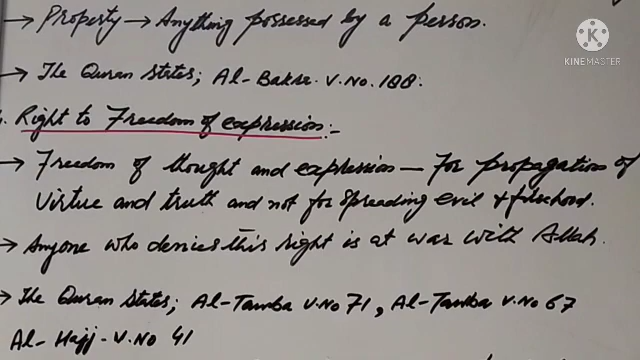 → Property → Anything possessed by a person.
KINEMASTER
→ The Quran states; Al-Bakra. V.No. 188.
Right to Freedom of expression:-
→ Freedom of thought and expression — For propagation of
virtue and truth and not for spreading evil & falsehood.
→ Anyone who denies this right is at war with Allah.
→ The Quran States; Al-Tauba V.No 71, Al-Tauba V.No 67
Al-Hajj- V.No 41